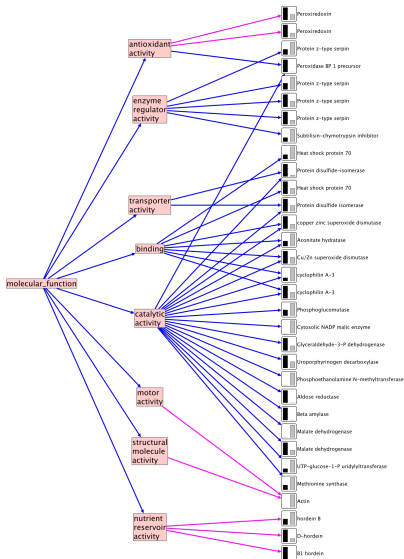 molecular_function
antioxidant
activity
enzyme
regulator
activity
transporter
activity
binding
catalytic
activity
motor
activity
structural
molecule
activity
nutrient
reservoir
activity
Peroxiredoxin
Peroxiredoxin
Protein z-type serpin
Peroxidase BP 1 precursor
Protein z-type serpin
Protein z-type serpin
Protein z-type serpin
Subtilisin-chymotrypsin inhibitor
Heat shock protein 70
Protein disulfide-isomerase
Heat shock protein 70
Protein disulfide isomerase
copper zinc superoxide dismutase
Aconitate hydratase
Cu/Zn superoxide dismutase
cyclophilin A-3
cyclophilin A-3
Phosphoglucomutase
Cytosolic NADP malic enzyme
Glyceraldehyde-3-P dehydrogenase
Uroporphyrinogen decarboxylase
Phosphoethanolamine N-methyltransferase
Aldose reductase
Beta amylase
Malate dehydrogenase
Malate dehydrogenase
UTP-glucose-1-P uridylyltransferase
Methionine synthase
Actin
hordein B
D-hordein
B1 hordein